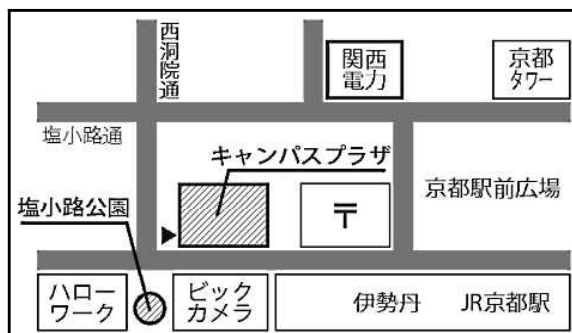 西洞院通
関西
電力
京都
タワー
塩小路通
キャンパスプラザ
京都駅前広場
塩小路公園
〒
ハロー
ワーク
ビック
カメラ
伊勢丹
JR京都駅